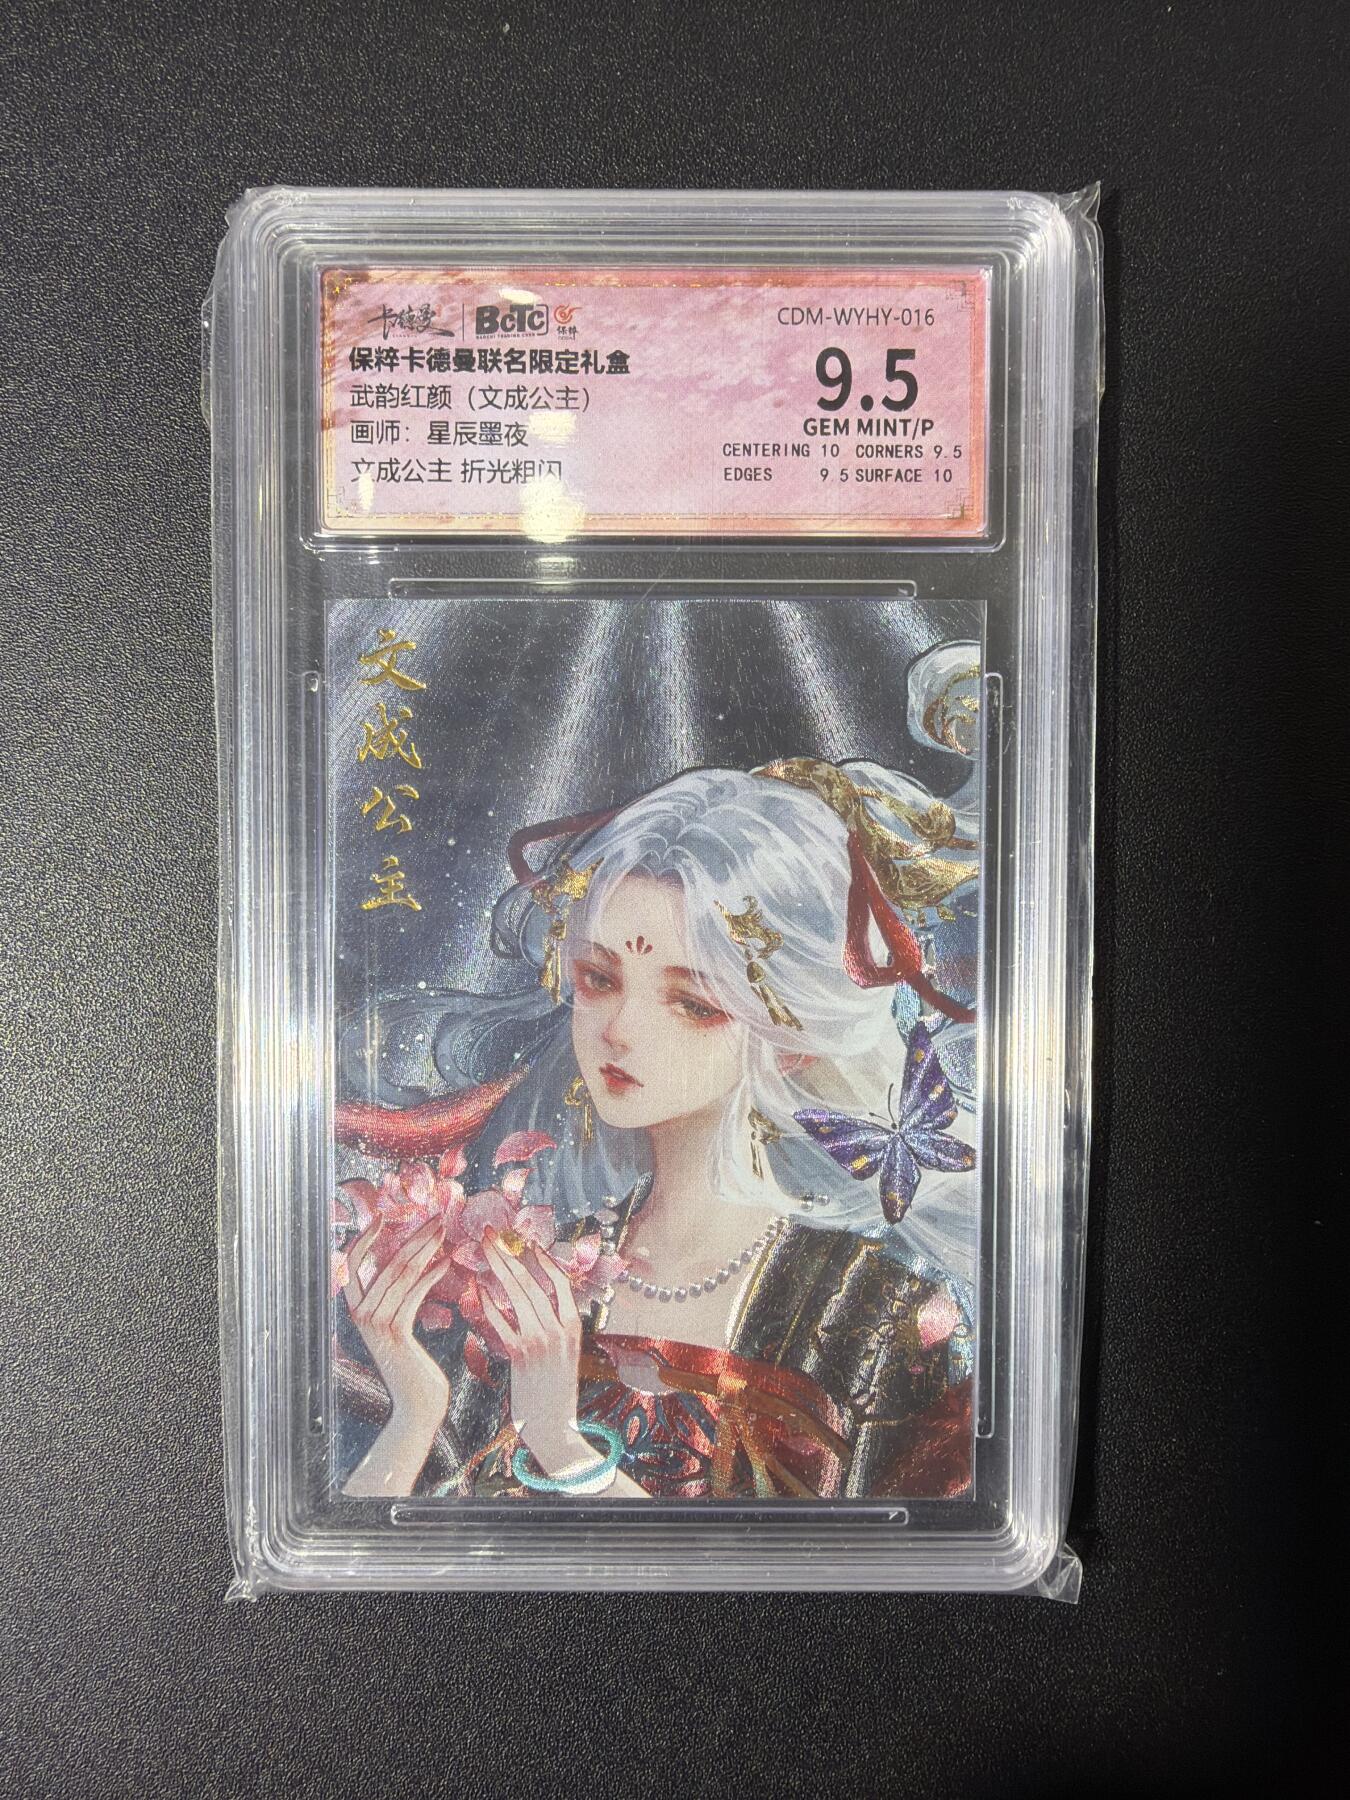 卡德曼 BCTC 保粹
CDM-WYHY-016
保粹卡德曼联名限定礼盒
武韵红颜（文成公主）
画师：星辰墨夜
文成公主 折光粗闪
9.5
GEM MINT/P
CENTERING 10 CORNERS 9.5
EDGES 9.5 SURFACE 10
文成公主